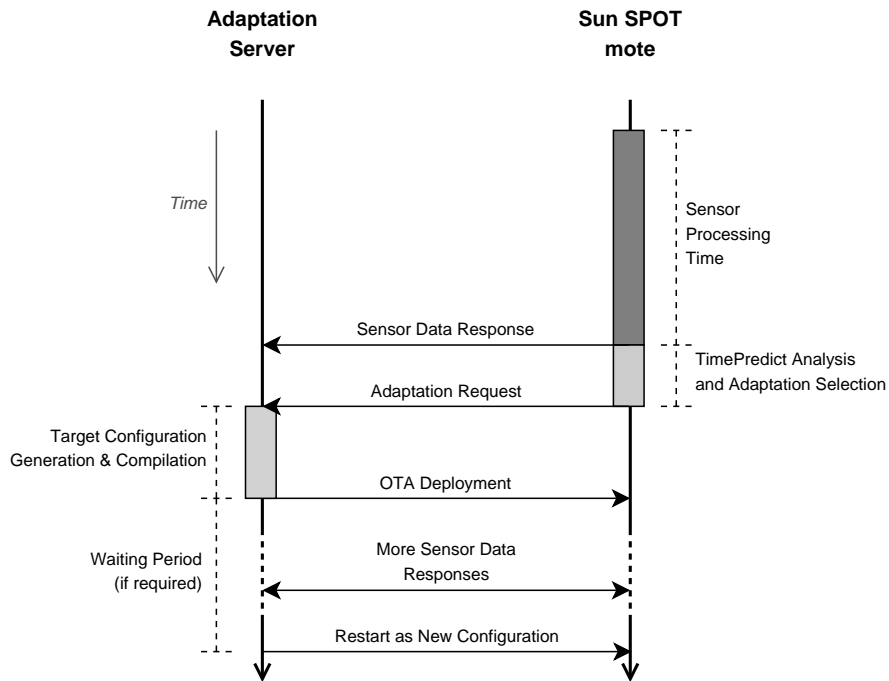 Adaptation
Server
Sun SPOT
mote
Time
Sensor
Processing
Time
Sensor Data Response
TimePredict Analysis
and Adaptation Selection
Adaptation Request
Target Configuration
Generation & Compilation
OTA Deployment
More Sensor Data
Responses
Waiting Period
(if required)
Restart as New Configuration